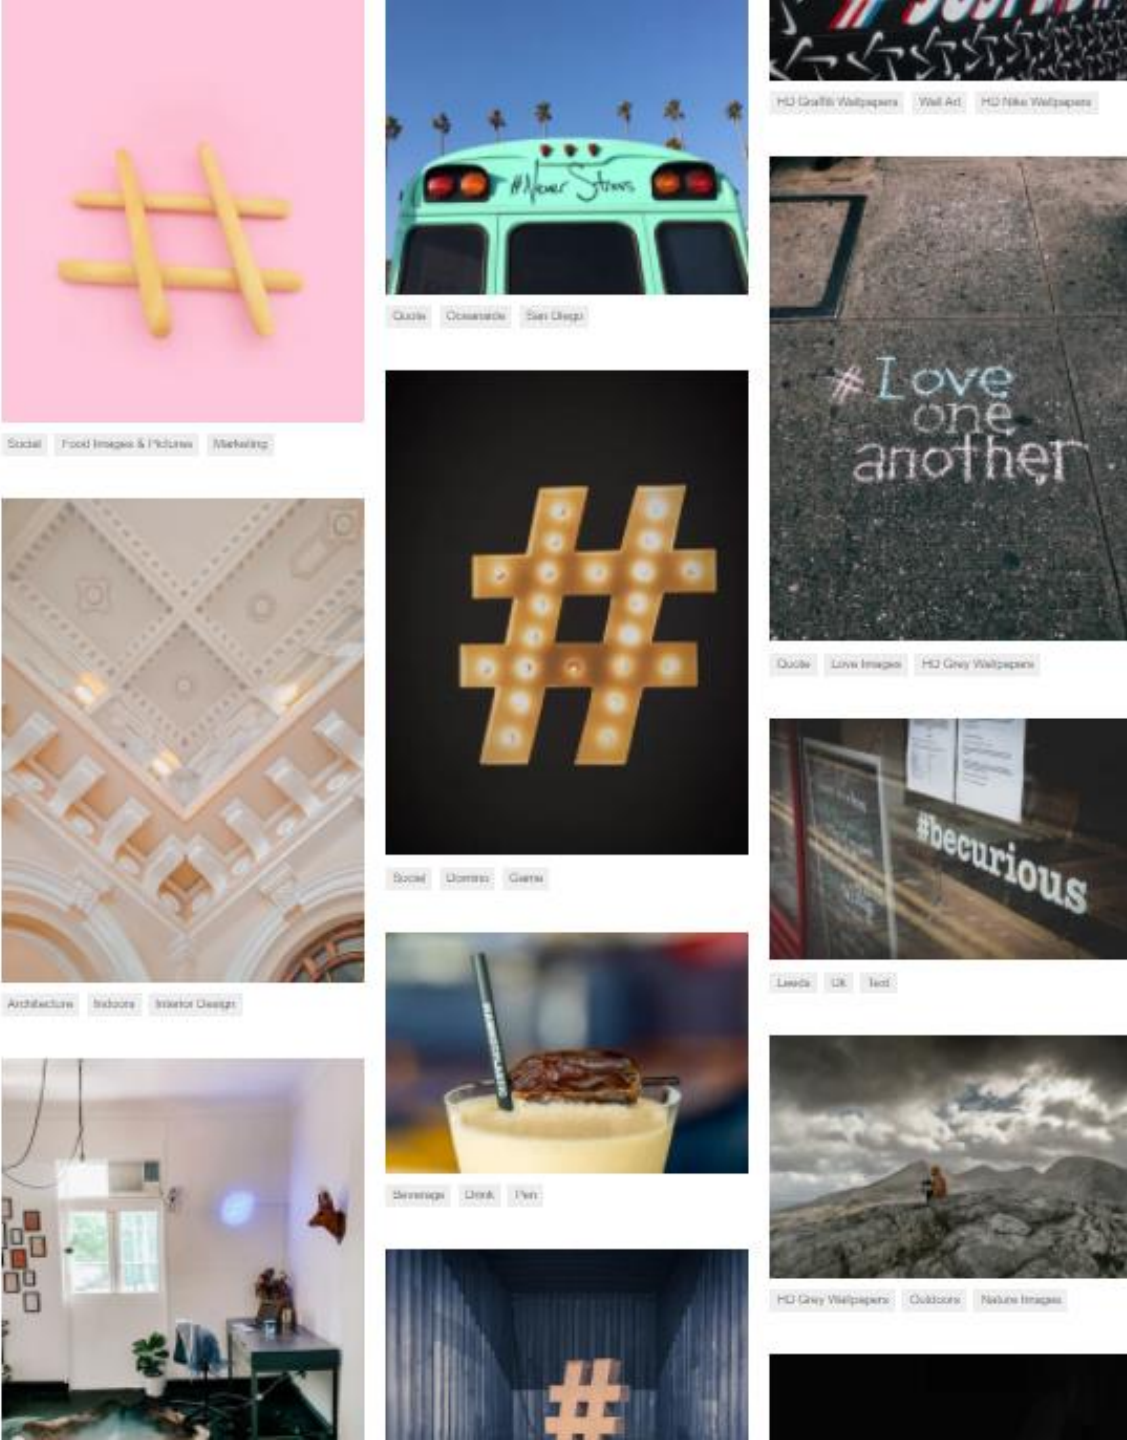 #
Social Food Images & Pictures Marketing
Architecture Indoors Interior Design
#Never Stress
Quote Oceanside San Diego
#
Social Domino Game
Beverage Drink Pen
#
HD Graffiti Wallpapers Wall Art HD Nike Wallpapers
#Love
one
another
Quote Love Images HD Grey Wallpapers
#becurious
Leeds UK Text
HD Grey Wallpapers Outdoors Nature Images